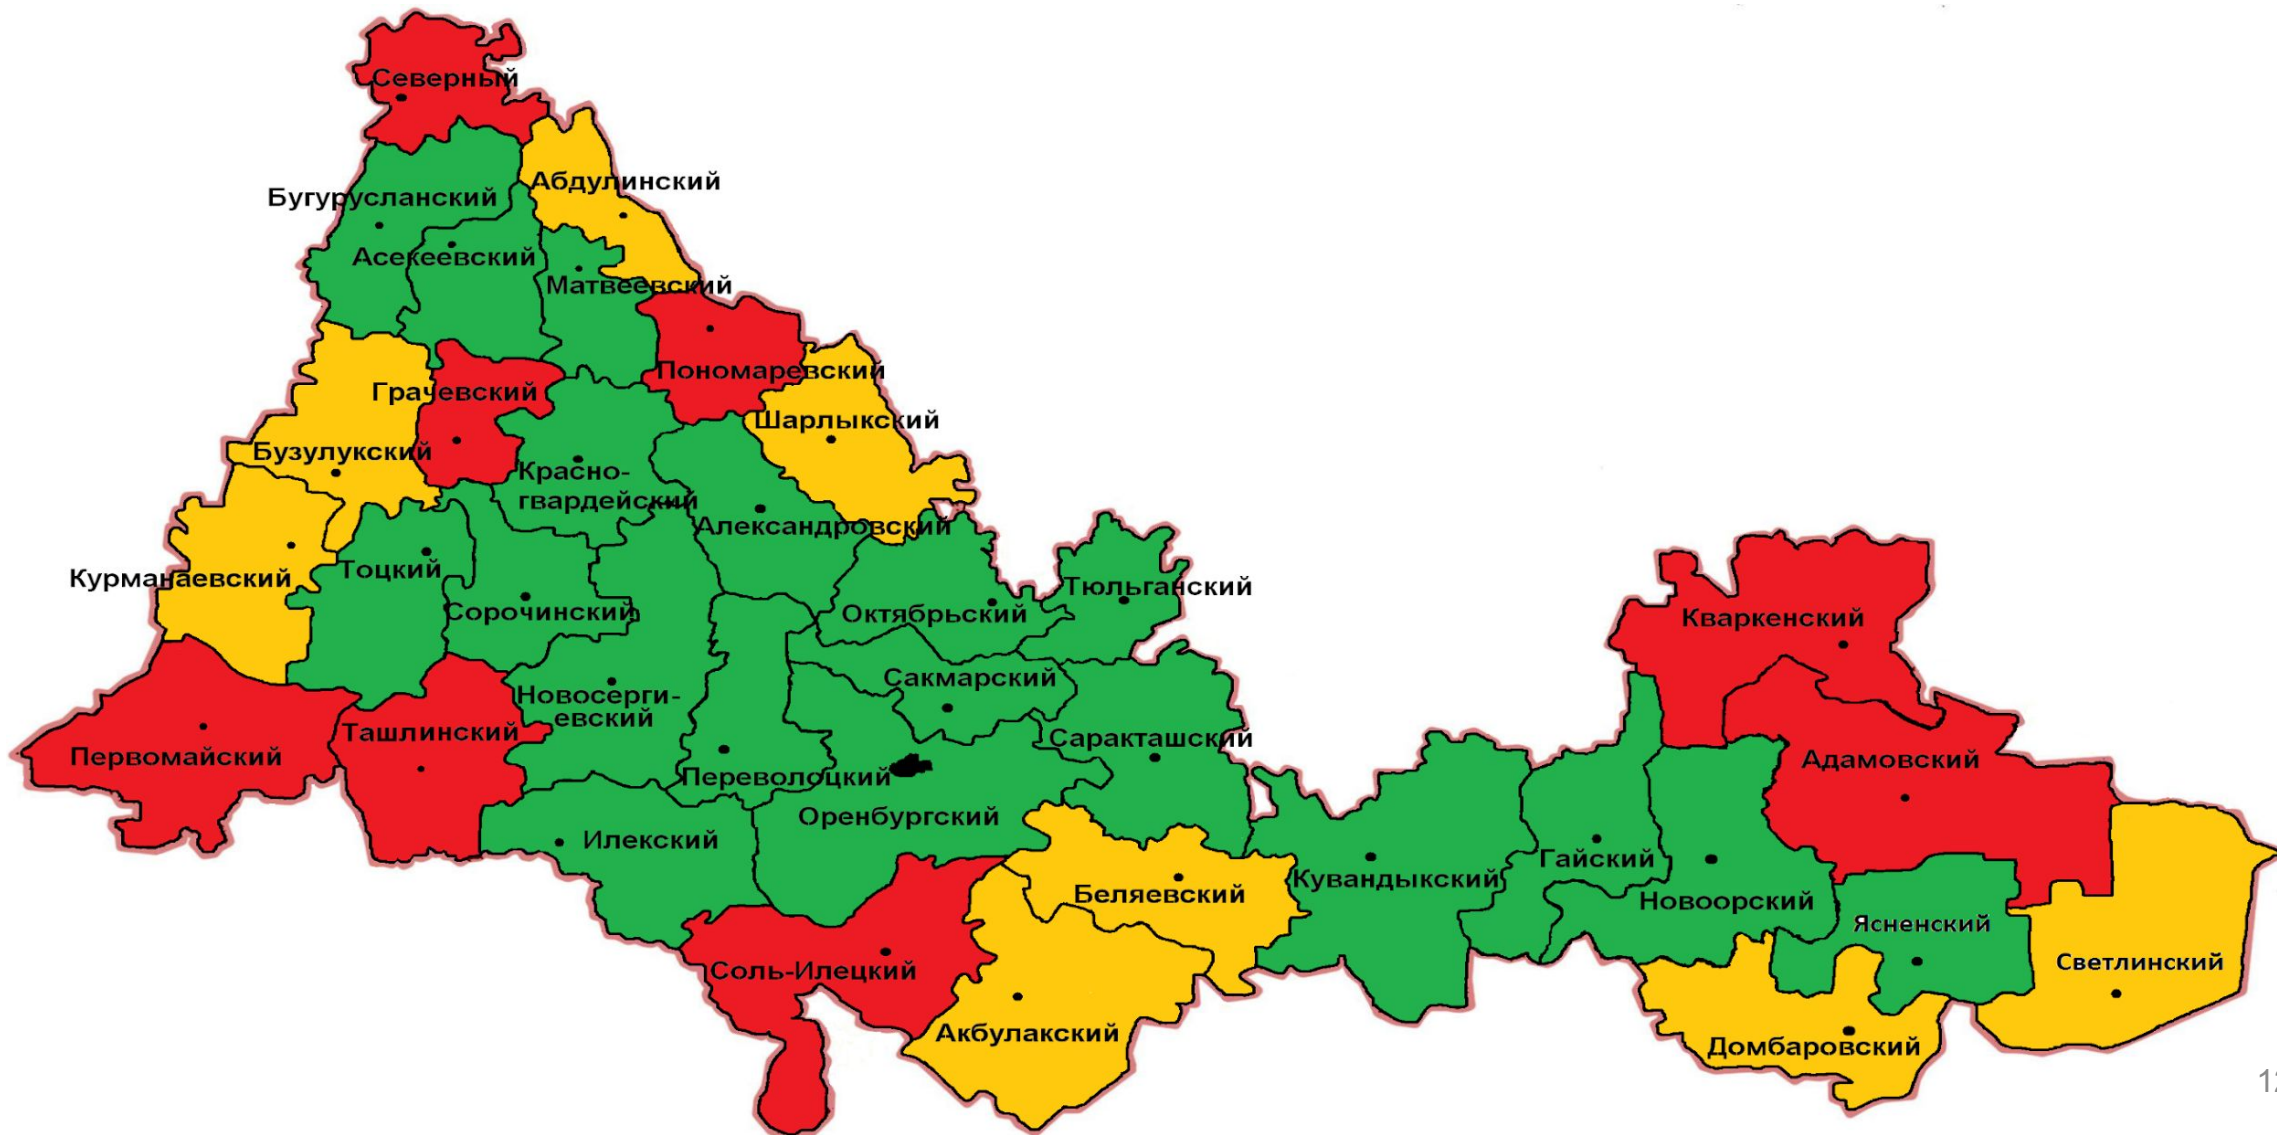 Северный
Абдулинский
Бугурусланский
Асекеевский
Матвеевский
Пономаревский
Грачевский
Шарлыкский
Бузулукский
Красно-
гвардейский
Александровский
Курманаевский
Тоцкий
Сорочинский
Октябрьский
Тюльганский
Кваркенский
Сакмарский
Новосерги-
евский
Ташлинский
Первомайский
Саракташский
Переволоцкий
Адамовский
Оренбургский
Илекский
Гайский
Кувандыкский
Беляевский
Новоорский
Ясненский
Соль-Илецкий
Светлинский
Акбулакский
Домбаровский